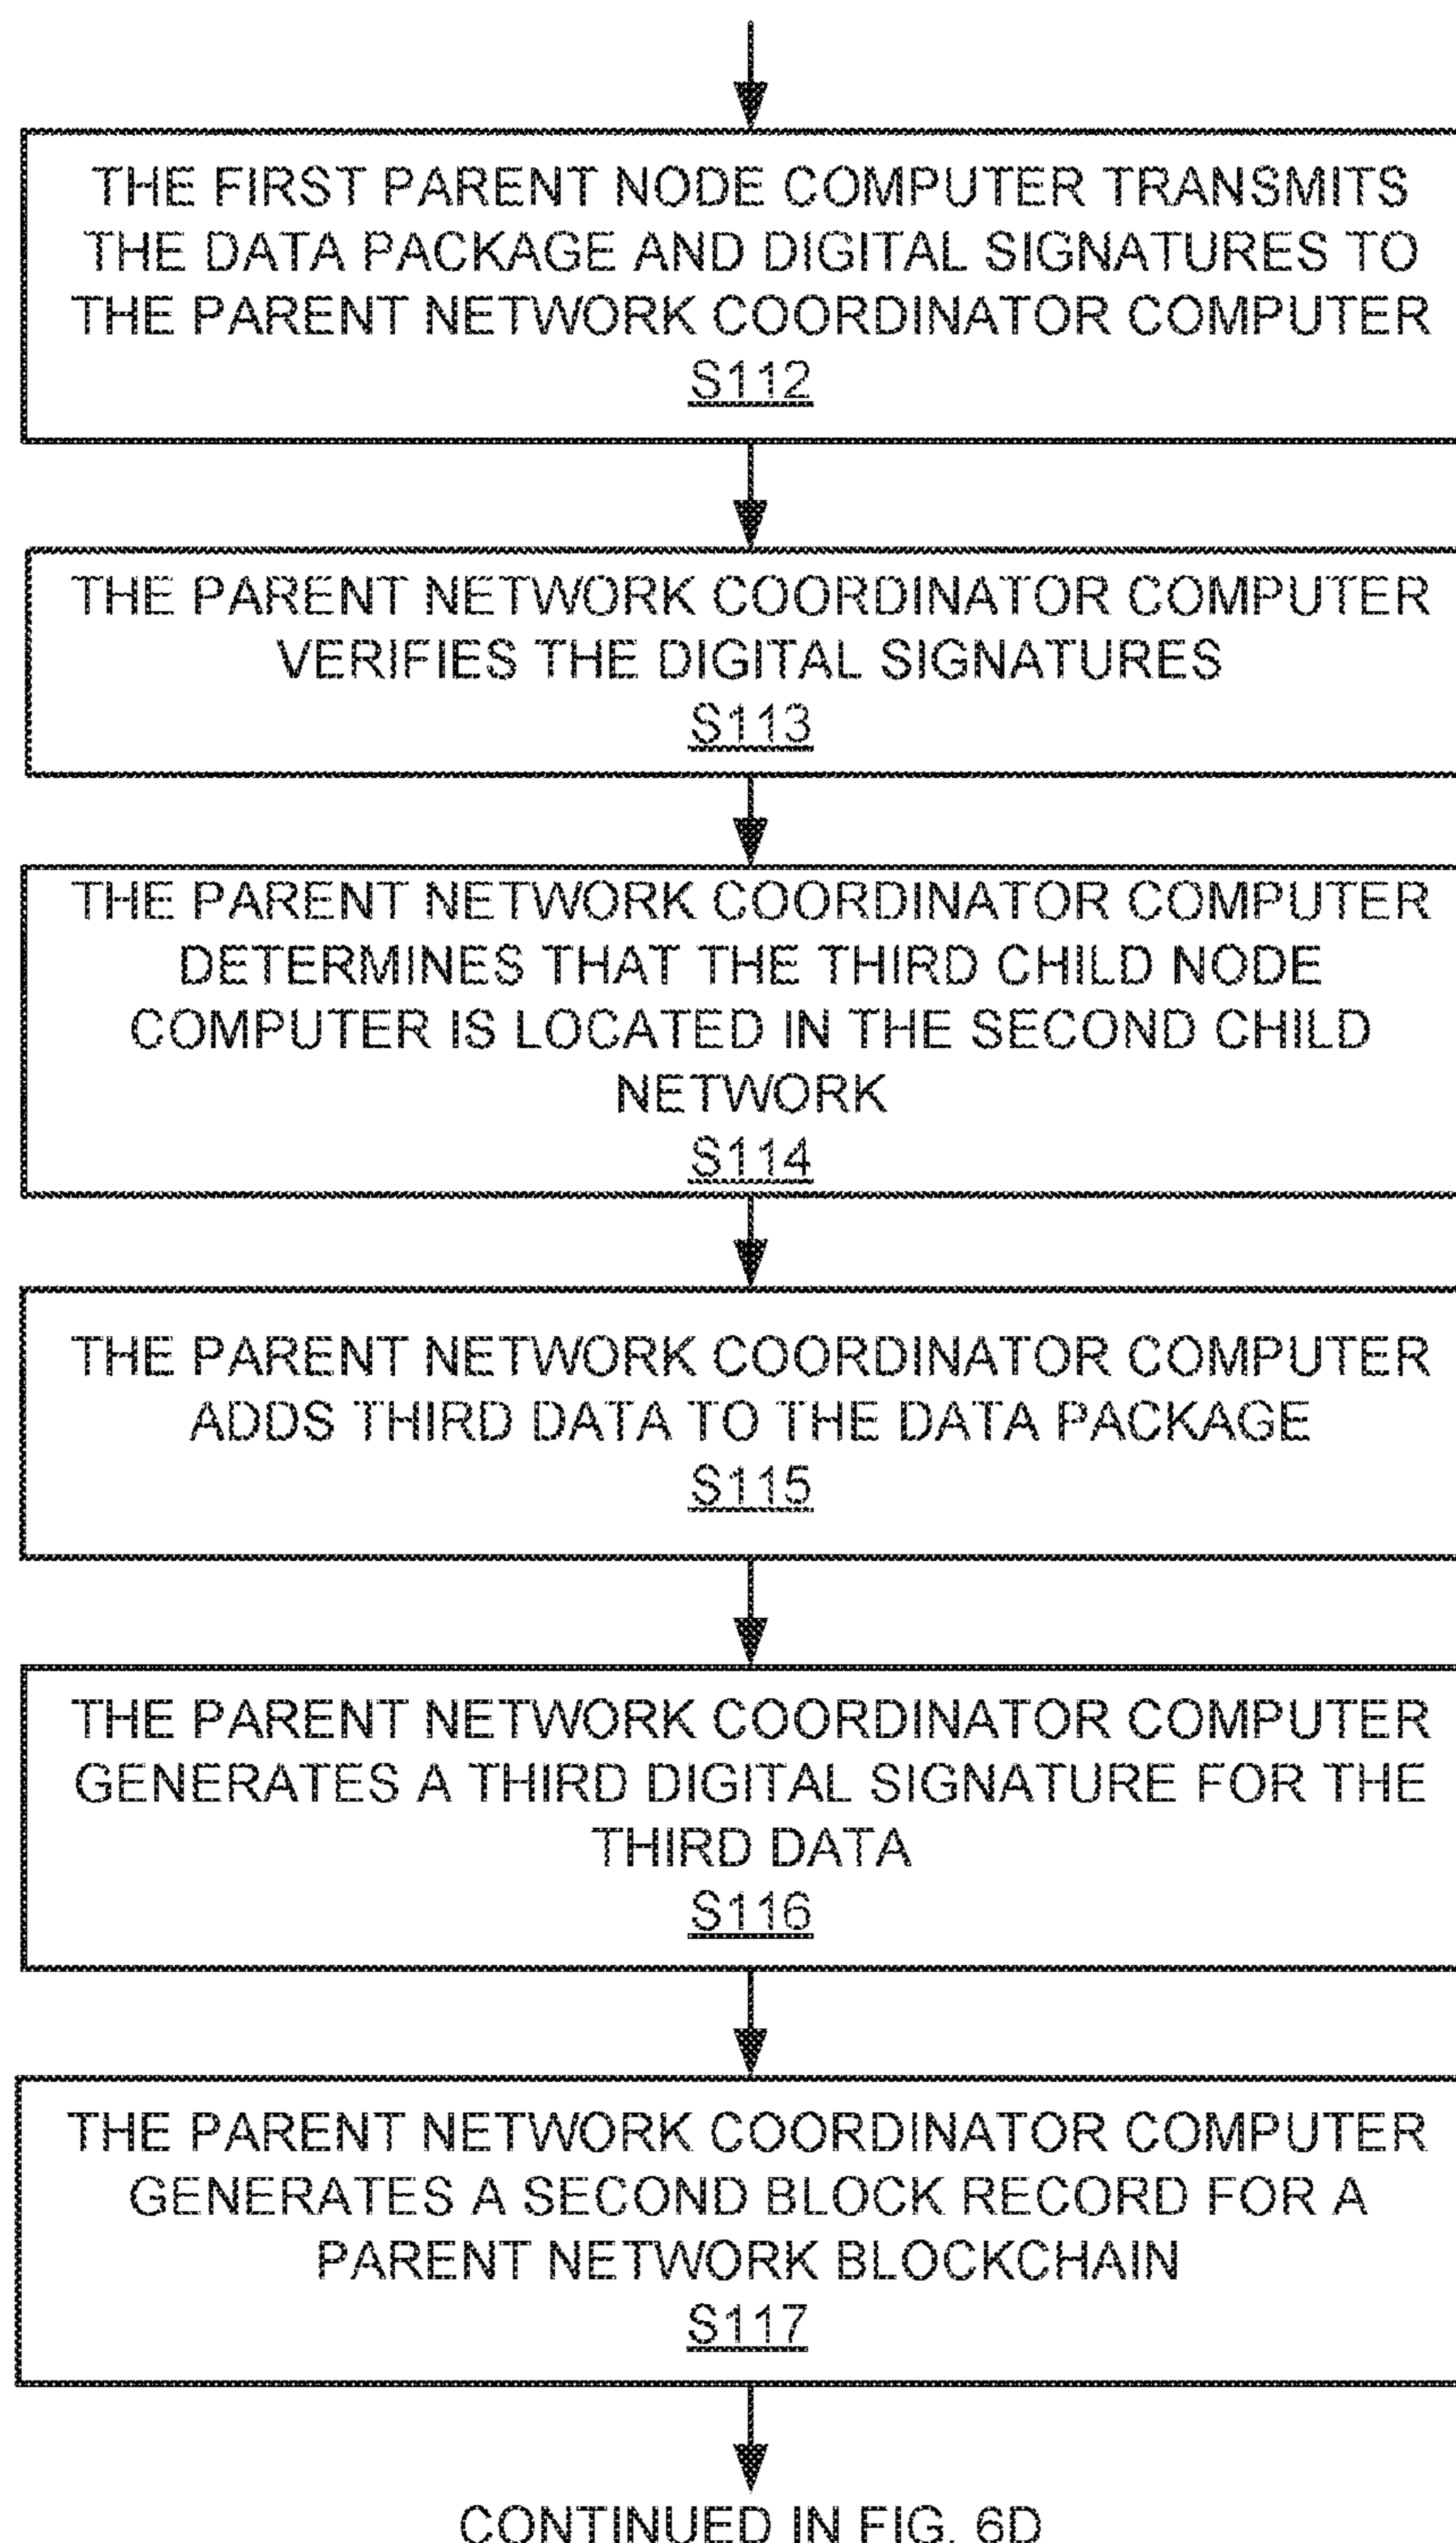 THE FIRST PARENT NODE COMPUTER TRANSMITS
THE DATA PACKAGE AND DIGITAL SIGNATURES TO
THE PARENT NETWORK COORDINATOR COMPUTER
S112
THE PARENT NETWORK COORDINATOR COMPUTER
VERIFIES THE DIGITAL SIGNATURES
S113
THE PARENT NETWORK COORDINATOR COMPUTER
DETERMINES THAT THE THIRD CHILD NODE
COMPUTER IS LOCATED IN THE SECOND CHILD
NETWORK
S114
THE PARENT NETWORK COORDINATOR COMPUTER
ADDS THIRD DATA TO THE DATA PACKAGE
S115
THE PARENT NETWORK COORDINATOR COMPUTER
GENERATES A THIRD DIGITAL SIGNATURE FOR THE
THIRD DATA
S116
THE PARENT NETWORK COORDINATOR COMPUTER
GENERATES A SECOND BLOCK RECORD FOR A
PARENT NETWORK BLOCKCHAIN
S117
CONTINUED IN FIG. 6D